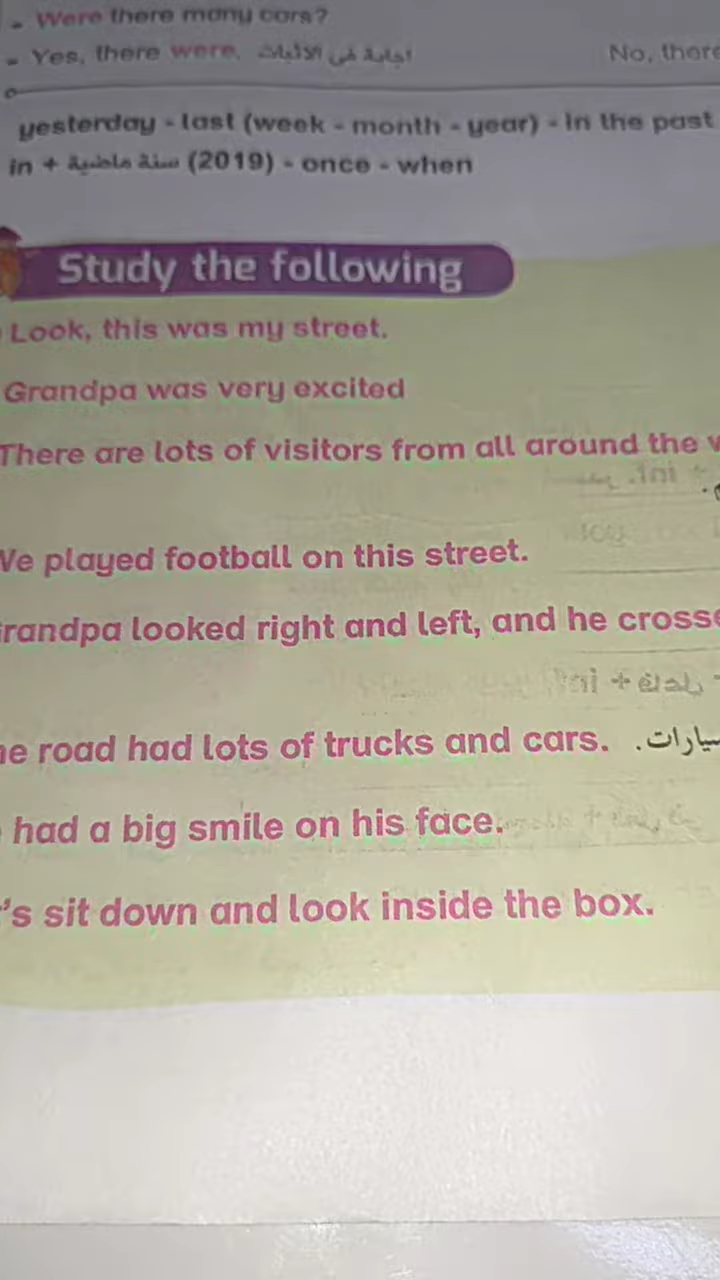 - Were there many cars?
- Yes, there were. اجابة فى الاثبات No, there
yesterday - last (week - month - year) - in the past
in + سنة ماضية (2019) - once - when
Study the following
Look, this was my street.
Grandpa was very excited
There are lots of visitors from all around the
We played football on this street.
Grandpa looked right and left, and he crosse
he road had lots of trucks and cars. سيارات.
had a big smile on his face.
's sit down and look inside the box.